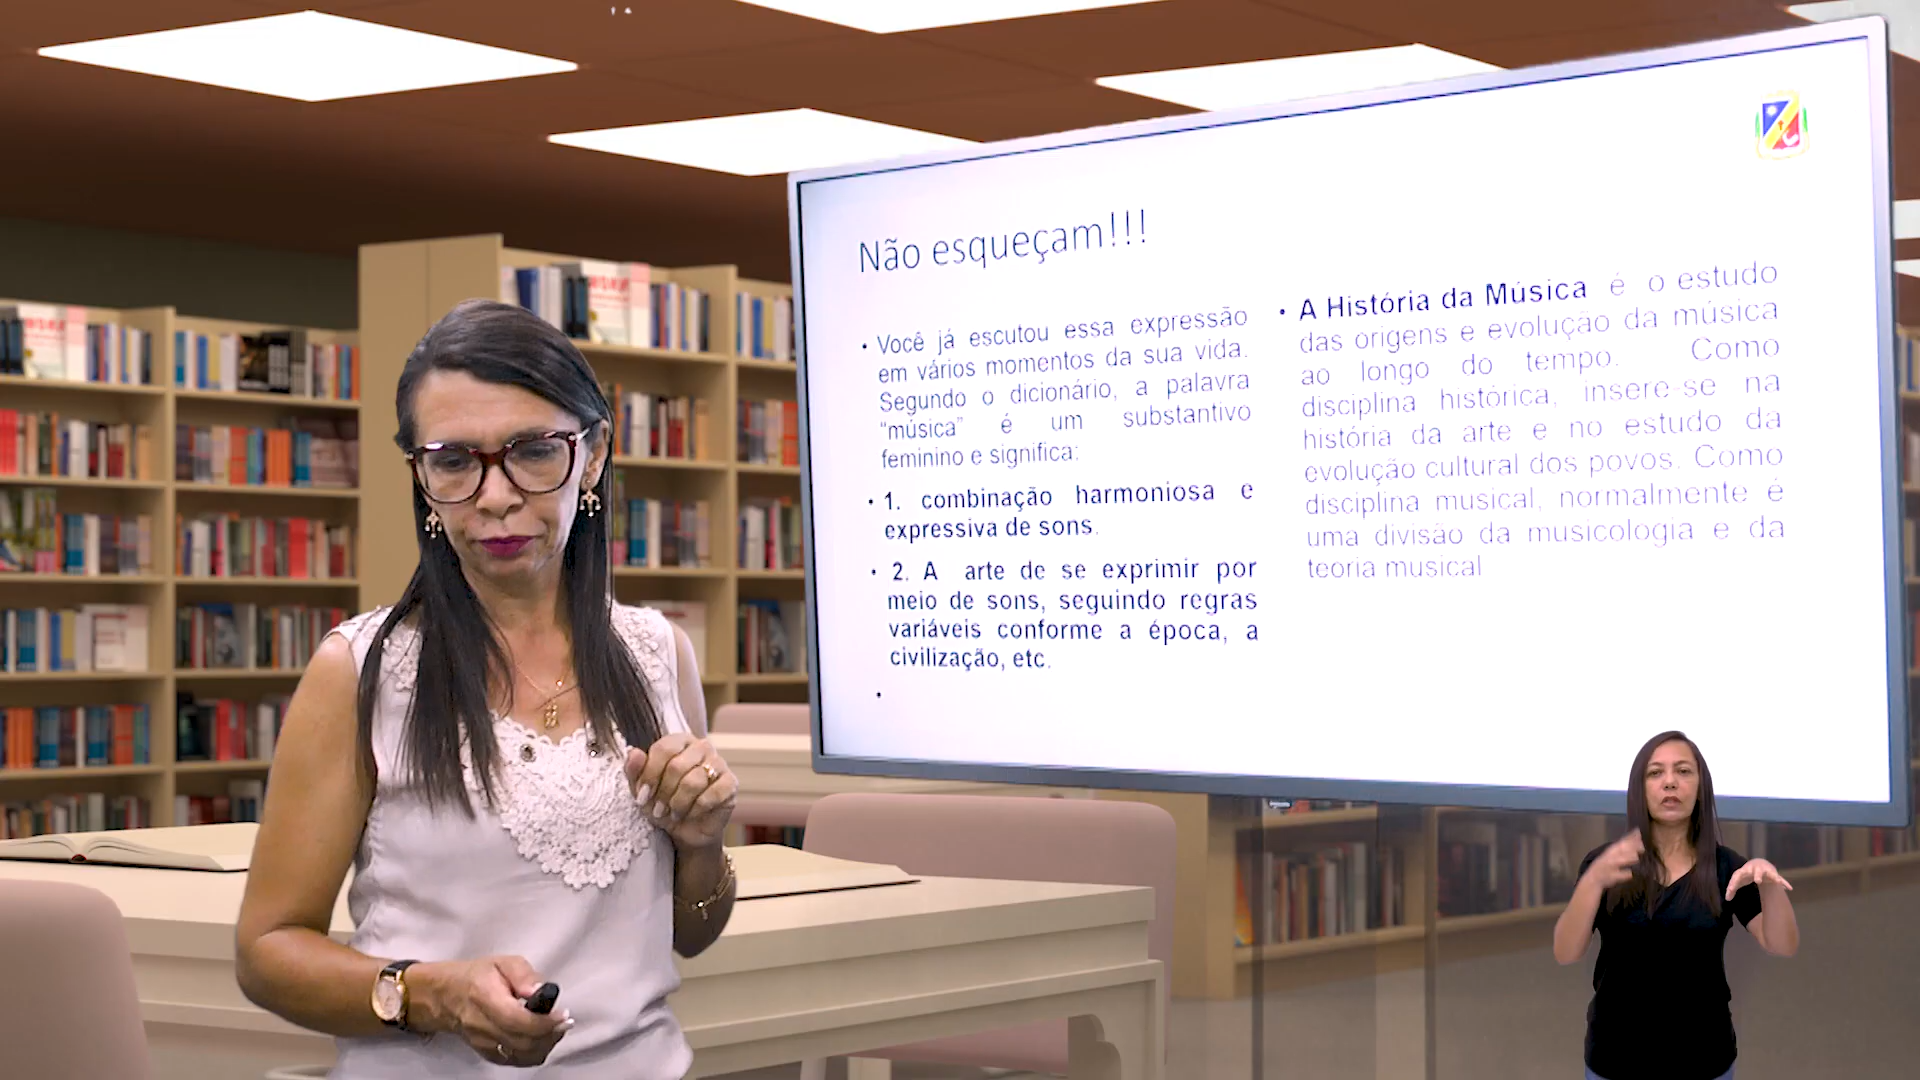 Não esqueçam!!!
• Você já escutou essa expressão
em vários momentos da sua vida.
Segundo o dicionário, a palavra
“música” é um substantivo
feminino e significa:
• 1. combinação harmoniosa e
expressiva de sons.
• 2. A arte de se exprimir por
meio de sons, seguindo regras
variáveis conforme a época, a
civilização, etc.
•
• A História da Música é o estudo
das origens e evolução da música
ao longo do tempo. Como
disciplina histórica, insere-se na
história da arte e no estudo da
evolução cultural dos povos. Como
disciplina musical, normalmente é
uma divisão da musicologia e da
teoria musical